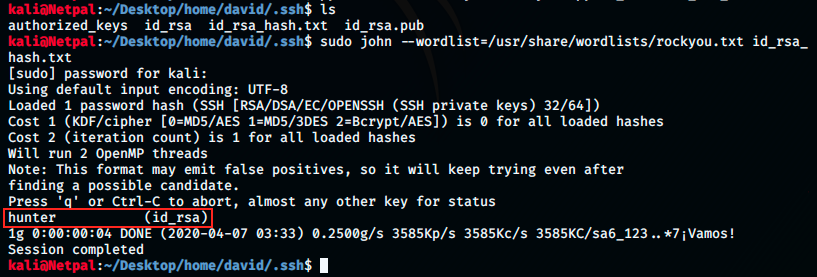 kali@Netpal:~/Desktop/home/david/.ssh$ ls
authorized_keys  id_rsa  id_rsa_hash.txt  id_rsa.pub
kali@Netpal:~/Desktop/home/david/.ssh$ sudo john --wordlist=/usr/share/wordlists/rockyou.txt id_rsa_
hash.txt
[sudo] password for kali:
Using default input encoding: UTF-8
Loaded 1 password hash (SSH [RSA/DSA/EC/OPENSSH (SSH private keys) 32/64])
Cost 1 (KDF/cipher [0=MD5/AES 1=MD5/3DES 2=Bcrypt/AES]) is 0 for all loaded hashes
Cost 2 (iteration count) is 1 for all loaded hashes
Will run 2 OpenMP threads
Note: This format may emit false positives, so it will keep trying even after
finding a possible candidate.
Press 'q' or Ctrl-C to abort, almost any other key for status
hunter           (id_rsa)
1g 0:00:00:04 DONE (2020-04-07 03:33) 0.2500g/s 3585Kp/s 3585Kc/s 3585KC/sa6_123..*7¡Vamos!
Session completed
kali@Netpal:~/Desktop/home/david/.ssh$